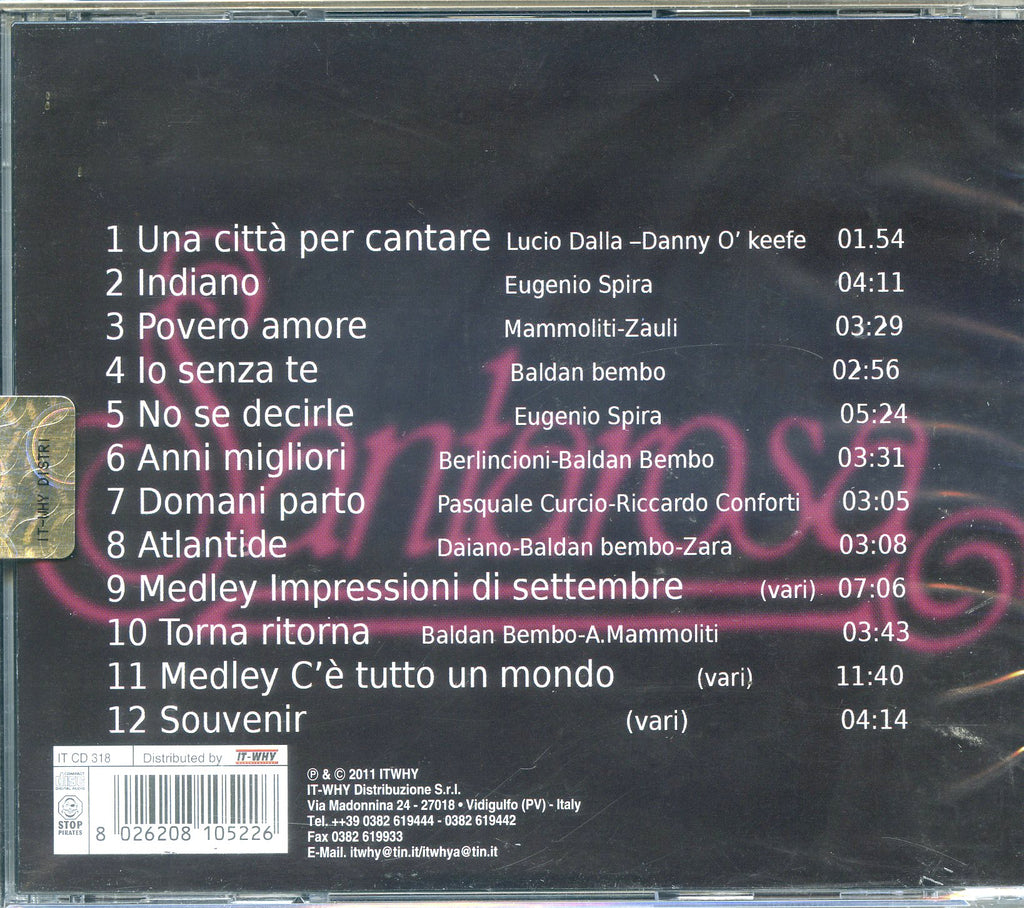 1 Una città per cantare Lucio Dalla –Danny O' keefe 01.54
2 Indiano Eugenio Spira 04:11
3 Povero amore Mammoliti-Zauli 03:29
4 Io senza te Baldan bembo 02:56
5 No se decirle Eugenio Spira 05:24
6 Anni migliori Berlincioni-Baldan Bembo 03:31
7 Domani parto Pasquale Curcio-Riccardo Conforti 03:05
8 Atlantide Daiano-Baldan bembo-Zara 03:08
9 Medley Impressioni di settembre (vari) 07:06
10 Torna ritorna Baldan Bembo-A.Mammoliti 03:43
11 Medley C'è tutto un mondo (vari) 11:40
12 Souvenir (vari) 04:14
Santarosa
IT-WHY DISTRI
IT CD 318 Distributed by IT-WHY
COMPACT
disc
DIGITAL AUDIO
STOP
PIRATES
8 026208 105226
℗ & © 2011 ITWHY
IT-WHY Distribuzione S.r.l.
Via Madonnina 24 - 27018 • Vidigulfo (PV) - Italy
Tel. ++39 0382 619444 - 0382 619442
Fax 0382 619933
E-Mail. itwhy@tin.it/itwhya@tin.it